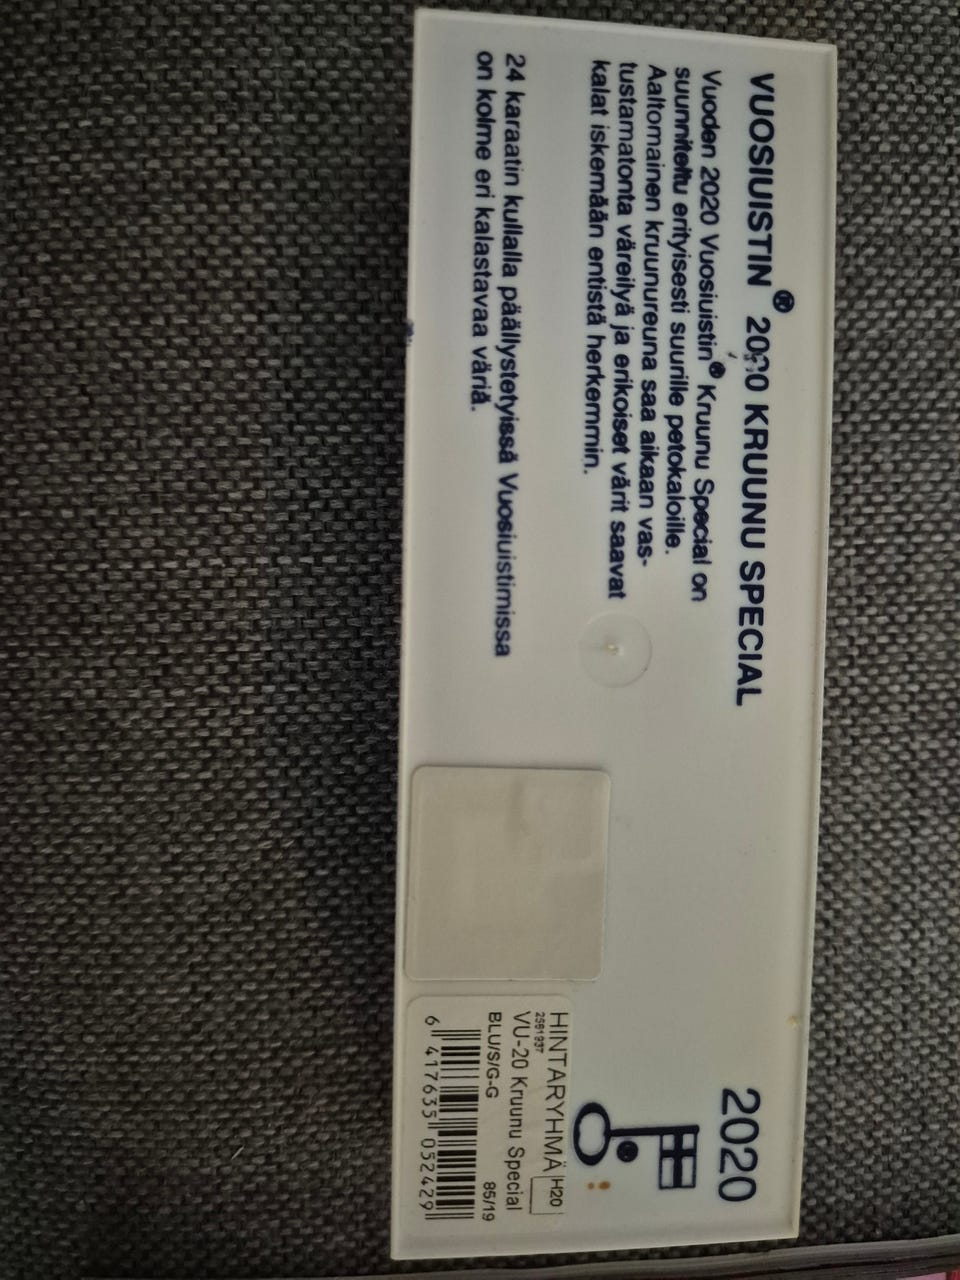 VUOSIUISTIN® 2020 KRUUNU SPECIAL
2020
Vuoden 2020 Vuosiuistin® Kruunu Special on
suunniteltu erityisesti suurille petokaloille.
Aaltomainen kruunureuna saa aikaan vas-
tustamatonta väreilyä ja erikoiset värit saavat
kalat iskemään entistä herkemmin.
24 karaatin kullalla päällystetyissä Vuosiuistimissa
on kolme eri kalastavaa väriä.
HINTARYHMÄ H20
2561937
VU-20 Kruunu Special
BLU/S/G-G 85/19
6 417635 052429